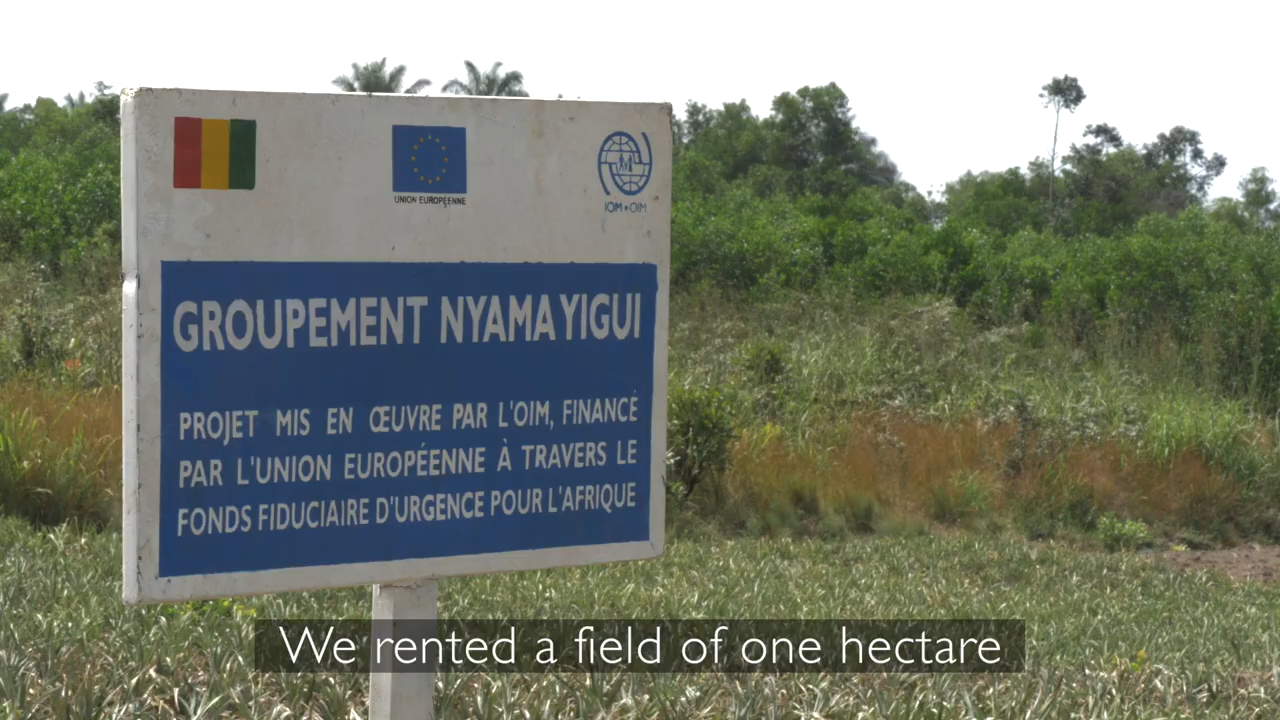 UNION EUROPÉENNE
IOM • OIM
GROUPEMENT NYAMA YIGUI
PROJET MIS EN ŒUVRE PAR L'OIM, FINANCÉ
PAR L'UNION EUROPÉENNE À TRAVERS LE
FONDS FIDUCIAIRE D'URGENCE POUR L'AFRIQUE
We rented a field of one hectare